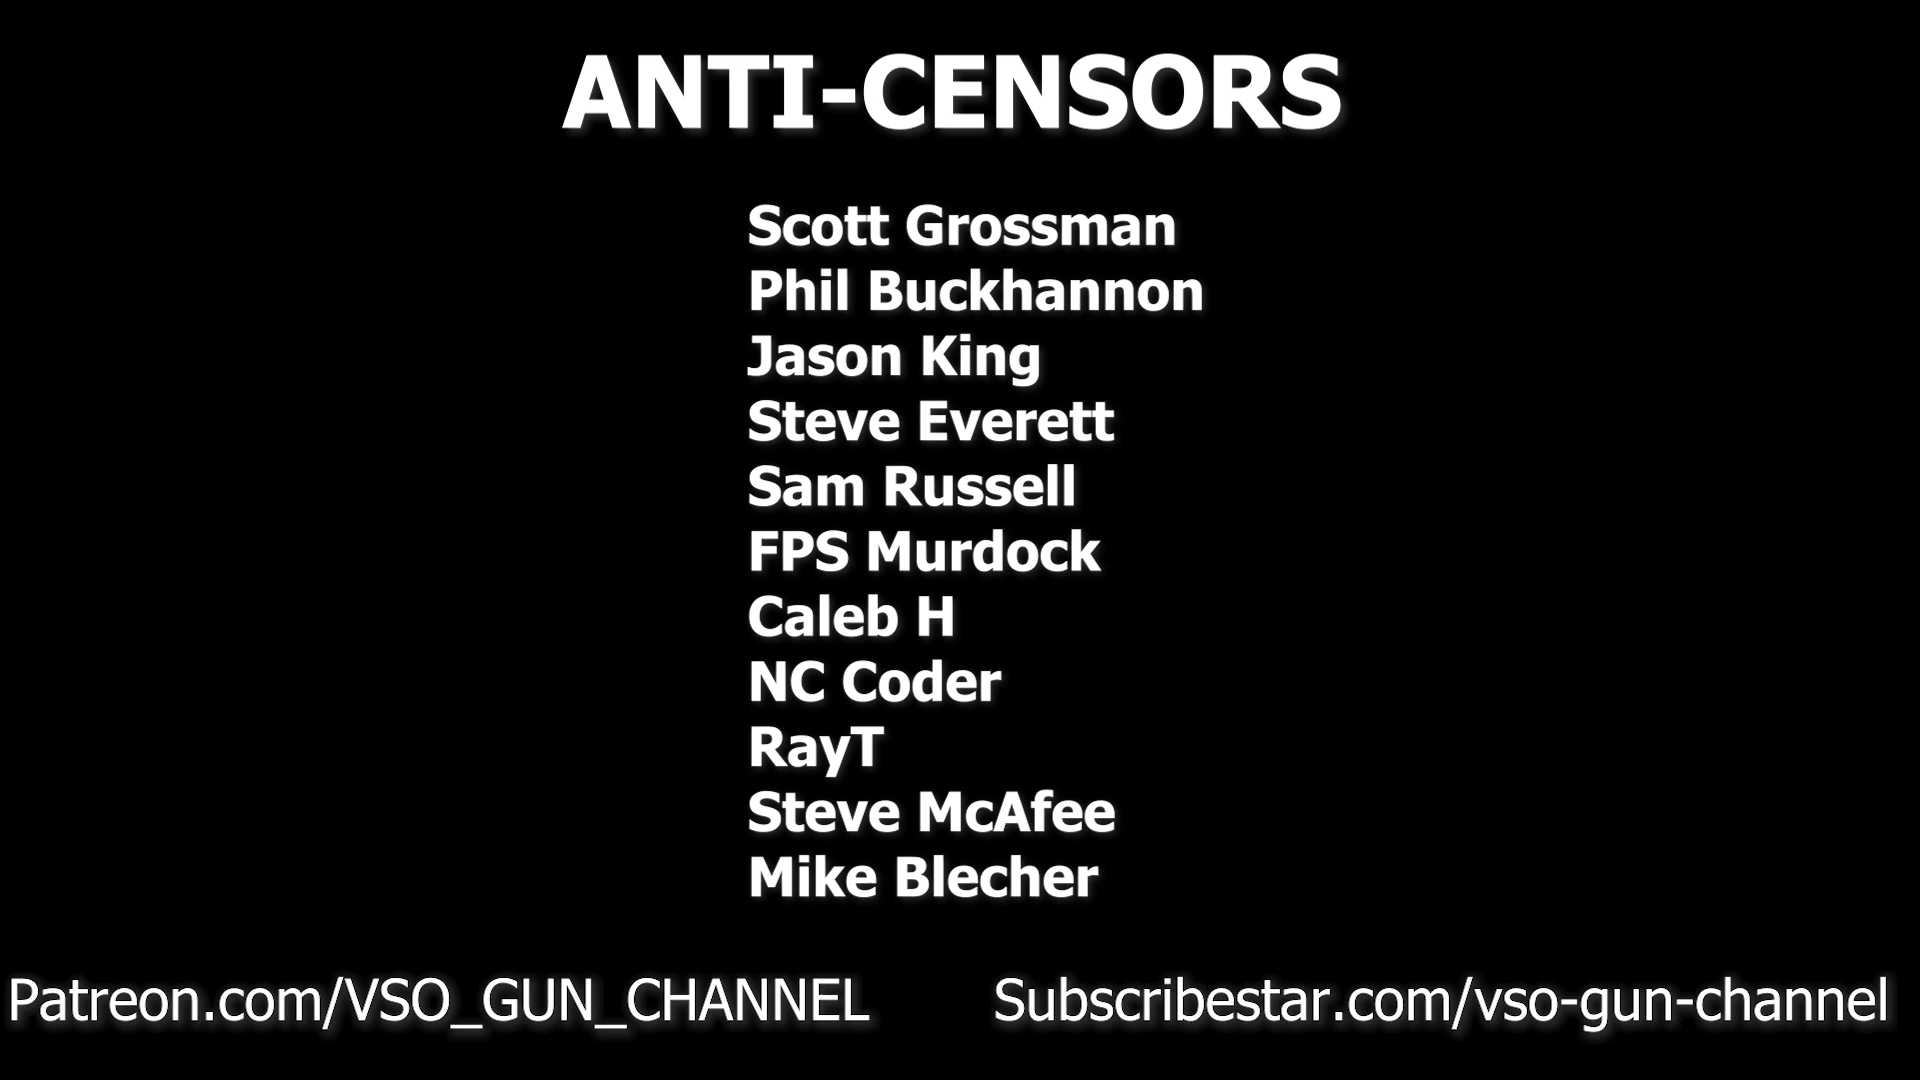 ANTI-CENSORS
Scott Grossman
Phil Buckhannon
Jason King
Steve Everett
Sam Russell
FPS Murdock
Caleb H
NC Coder
RayT
Steve McAfee
Mike Blecher
Patreon.com/VSO_GUN_CHANNEL
Subscribestar.com/vso-gun-channel